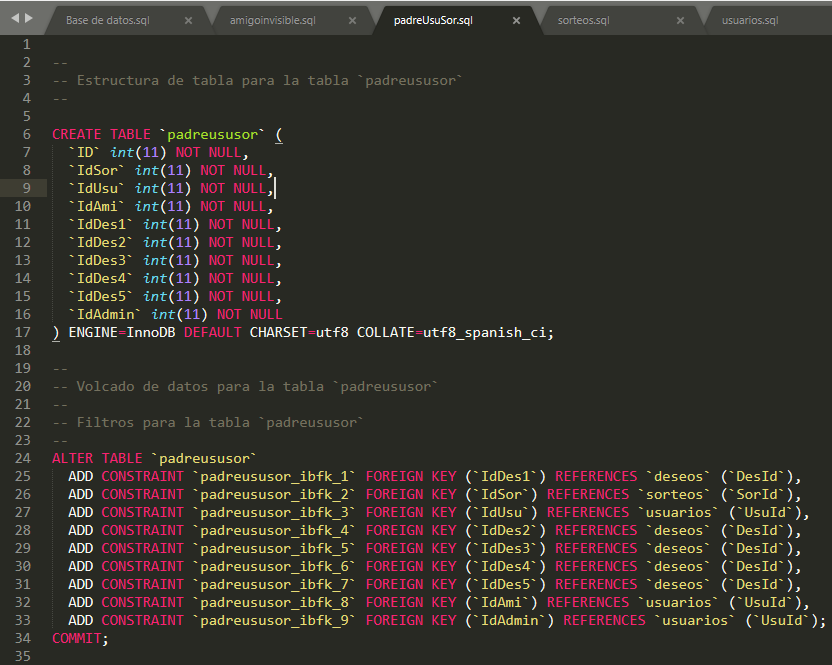 Base de datos.sql × amigoinvisible.sql × padreUsuSor.sql × sorteos.sql × usuarios.sql
1
2 --
3 -- Estructura de tabla para la tabla `padreususor`
4 --
5
6 CREATE TABLE `padreususor` (
7 `ID` int(11) NOT NULL,
8 `IdSor` int(11) NOT NULL,
9 `IdUsu` int(11) NOT NULL,
10 `IdAmi` int(11) NOT NULL,
11 `IdDes1` int(11) NOT NULL,
12 `IdDes2` int(11) NOT NULL,
13 `IdDes3` int(11) NOT NULL,
14 `IdDes4` int(11) NOT NULL,
15 `IdDes5` int(11) NOT NULL,
16 `IdAdmin` int(11) NOT NULL
17 ) ENGINE=InnoDB DEFAULT CHARSET=utf8 COLLATE=utf8_spanish_ci;
18
19 --
20 -- Volcado de datos para la tabla `padreususor`
21 --
22 -- Filtros para la tabla `padreususor`
23 --
24 ALTER TABLE `padreususor`
25 ADD CONSTRAINT `padreususor_ibfk_1` FOREIGN KEY (`IdDes1`) REFERENCES `deseos` (`DesId`),
26 ADD CONSTRAINT `padreususor_ibfk_2` FOREIGN KEY (`IdSor`) REFERENCES `sorteos` (`SorId`),
27 ADD CONSTRAINT `padreususor_ibfk_3` FOREIGN KEY (`IdUsu`) REFERENCES `usuarios` (`UsuId`),
28 ADD CONSTRAINT `padreususor_ibfk_4` FOREIGN KEY (`IdDes2`) REFERENCES `deseos` (`DesId`),
29 ADD CONSTRAINT `padreususor_ibfk_5` FOREIGN KEY (`IdDes3`) REFERENCES `deseos` (`DesId`),
30 ADD CONSTRAINT `padreususor_ibfk_6` FOREIGN KEY (`IdDes4`) REFERENCES `deseos` (`DesId`),
31 ADD CONSTRAINT `padreususor_ibfk_7` FOREIGN KEY (`IdDes5`) REFERENCES `deseos` (`DesId`),
32 ADD CONSTRAINT `padreususor_ibfk_8` FOREIGN KEY (`IdAmi`) REFERENCES `usuarios` (`UsuId`),
33 ADD CONSTRAINT `padreususor_ibfk_9` FOREIGN KEY (`IdAdmin`) REFERENCES `usuarios` (`UsuId`);
34 COMMIT;
35